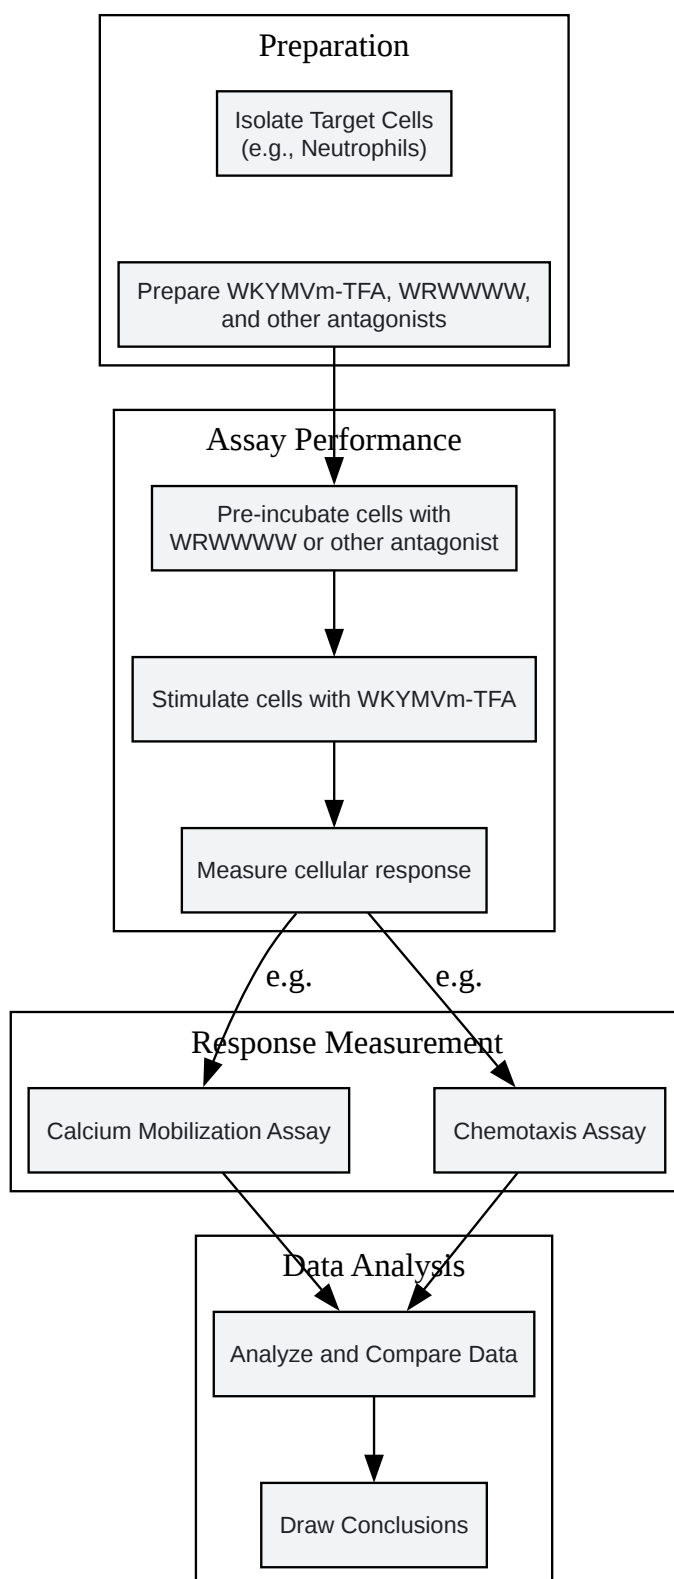 Preparation
Isolate Target Cells
(e.g., Neutrophils)
Prepare WKYMVm-TFA, WRWWWW,
and other antagonists
Assay Performance
Pre-incubate cells with
WRWWWW or other antagonist
Stimulate cells with WKYMVm-TFA
Measure cellular response
e.g.
e.g.
Response Measurement
Calcium Mobilization Assay
Chemotaxis Assay
Data Analysis
Analyze and Compare Data
Draw Conclusions